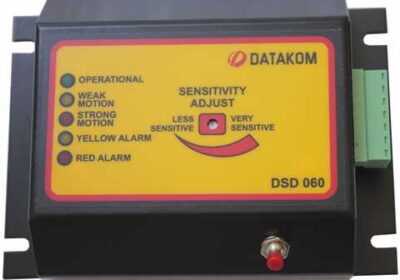 DATAKOM
OPERATIONAL
WEAK
MOTION
STRONG
MOTION
YELLOW ALARM
RED ALARM
SENSITIVITY
ADJUST
LESS
SENSITIVE
VERY
SENSITIVE
DSD 060